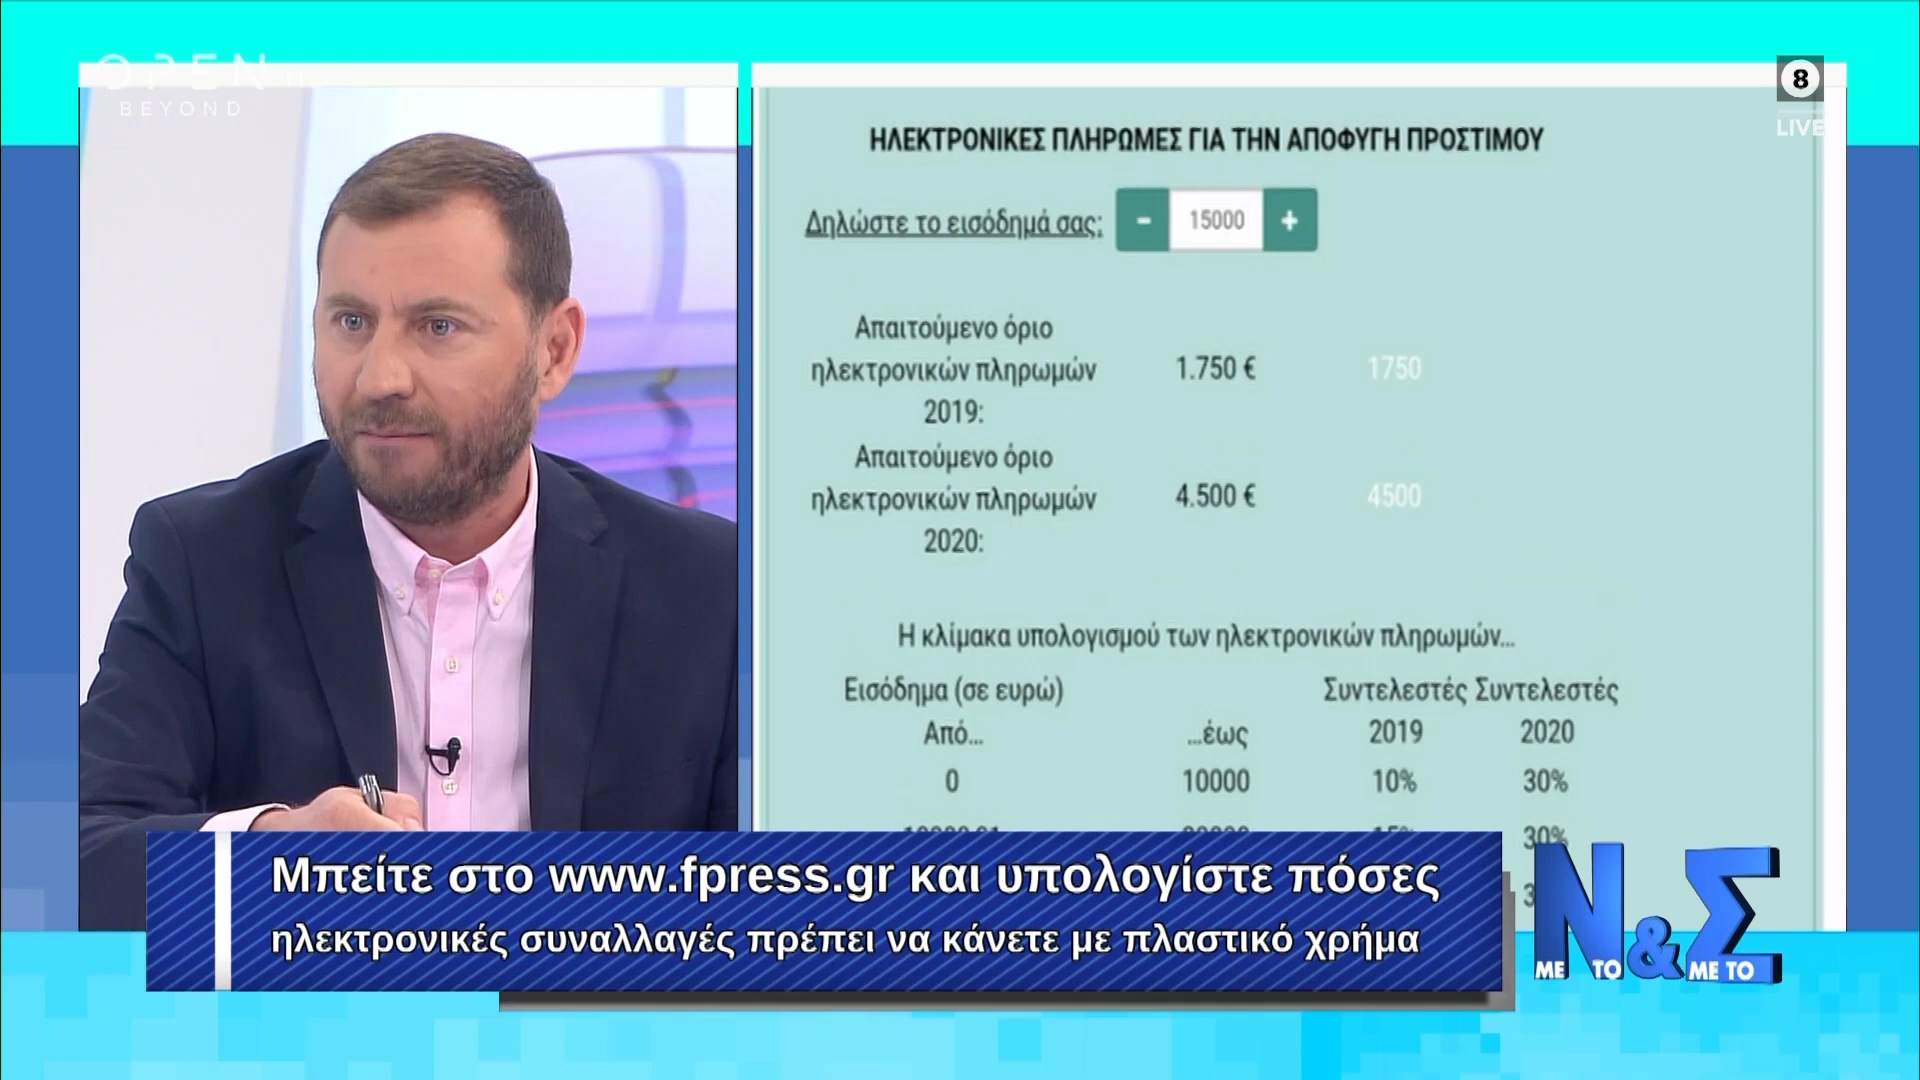 OPEN
BEYOND
8
LIVE
ΗΛΕΚΤΡΟΝΙΚΕΣ ΠΛΗΡΩΜΕΣ ΓΙΑ ΤΗΝ ΑΠΟΦΥΓΗ ΠΡΟΣΤΙΜΟΥ
Δηλώστε το εισόδημά σας: - 15000 +
Απαιτούμενο όριο
ηλεκτρονικών πληρωμών 1.750 € 1750
2019:
Απαιτούμενο όριο
ηλεκτρονικών πληρωμών 4.500 € 4500
2020:
Η κλίμακα υπολογισμού των ηλεκτρονικών πληρωμών...
Εισόδημα (σε ευρώ) Συντελεστές Συντελεστές
Από... ...έως 2019 2020
0 10000 10% 30%
30%
Μπείτε στο www.fpress.gr και υπολογίστε πόσες
ηλεκτρονικές συναλλαγές πρέπει να κάνετε με πλαστικό χρήμα
ΜΕ ΤΟ Ν & ΜΕ ΤΟ Σ